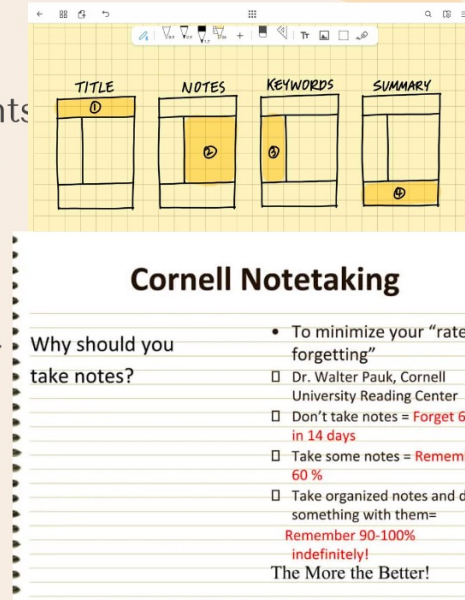 nts
TITLE NOTES KEYWORDS SUMMARY
① ② ③ ④
Cornell Notetaking
Why should you
take notes?
• To minimize your “rate
forgetting”
Dr. Walter Pauk, Cornell
University Reading Center
Don’t take notes = Forget 6
in 14 days
Take some notes = Rememb
60 %
Take organized notes and d
something with them=
Remember 90-100%
indefinitely!
The More the Better!